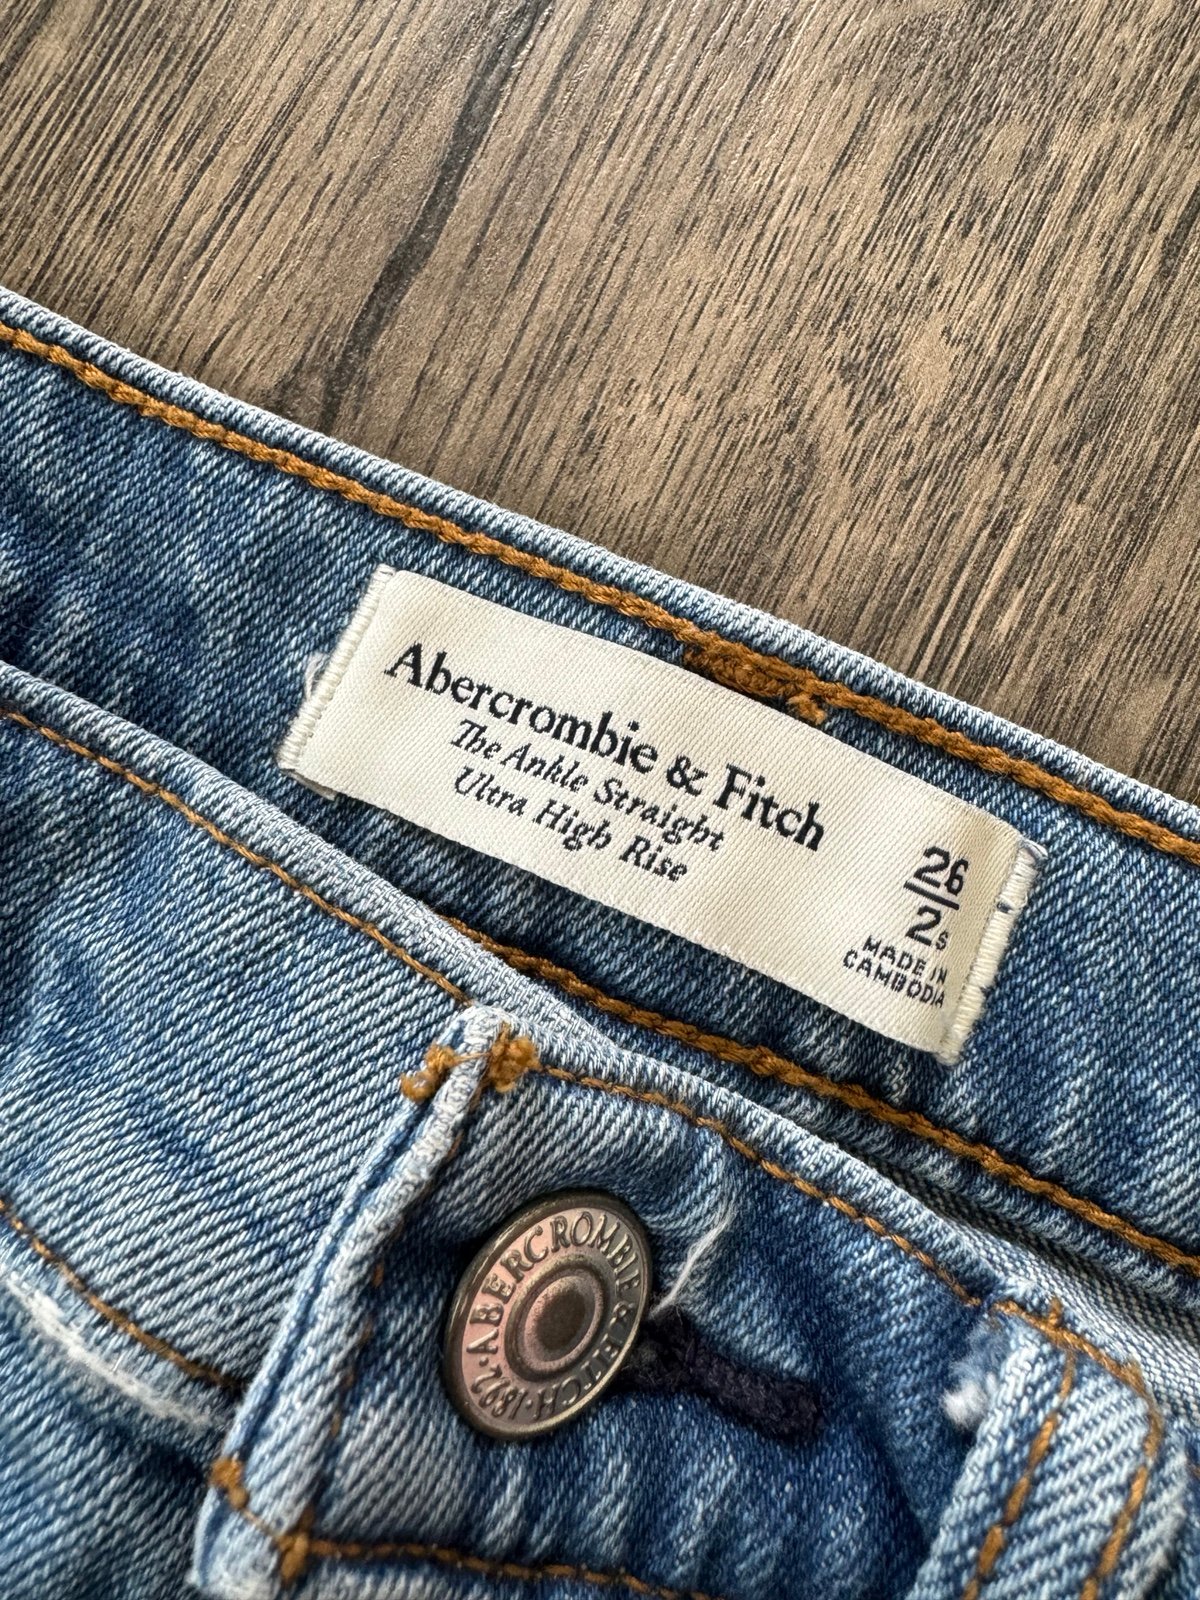 Abercrombie & Fitch
The Ankle Straight
Ultra High Rise
26
2s
MADE IN
CAMBODIA
·ABERCROMBIE & FITCH·1892